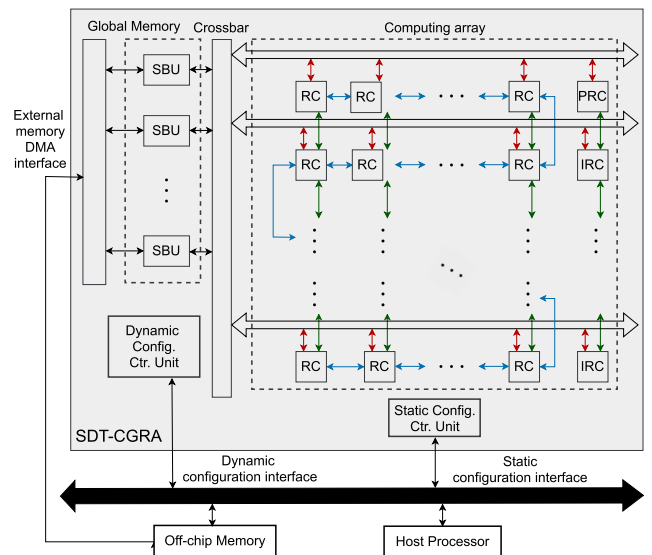 Global Memory
Crossbar
Computing array
SBU
RC
RC
. . .
RC
PRC
External
memory
DMA
interface
SBU
RC
RC
. . .
RC
IRC
SBU
Dynamic
Config.
Ctr. Unit
RC
RC
. . .
RC
IRC
Static Config.
Ctr. Unit
SDT-CGRA
Dynamic
configuration interface
Static
configuration interface
Off-chip Memory
Host Processor